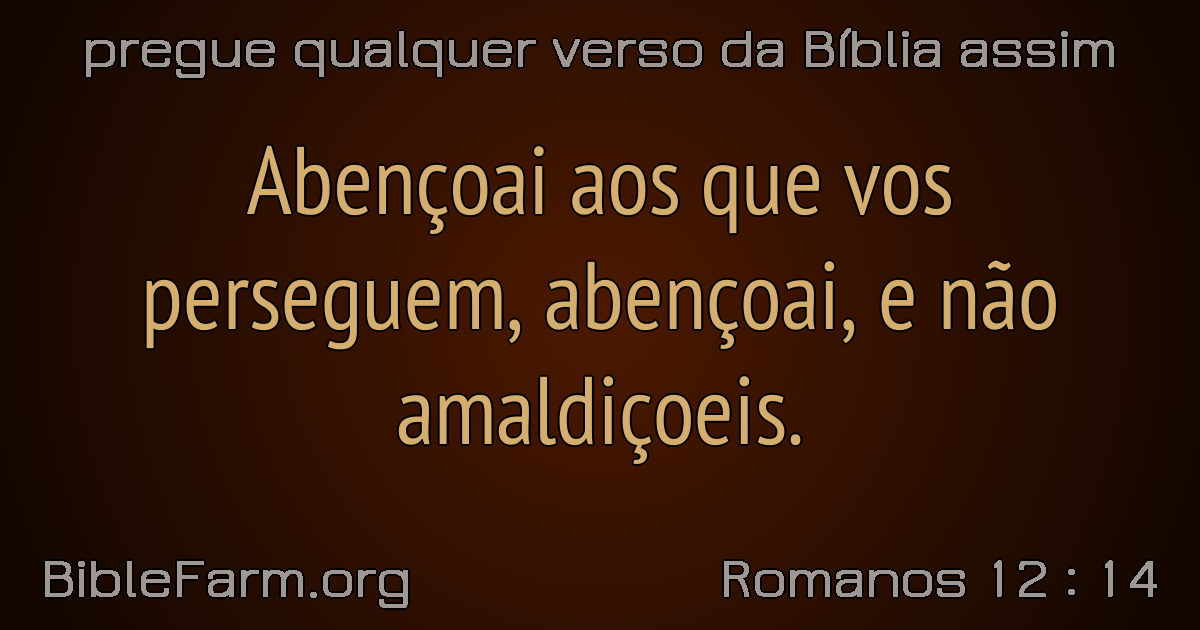 pregue qualquer verso da Bíblia assim
Abençoai aos que vos
perseguem, abençoai, e não
amaldiçoeis.
BibleFarm.org
Romanos 12 : 14